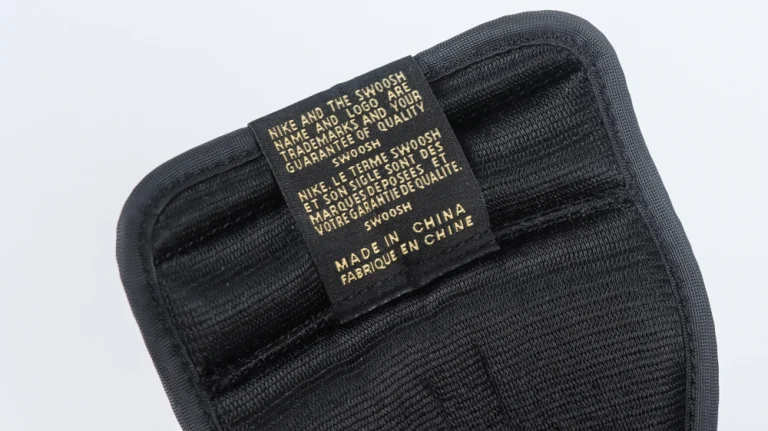 NIKE AND THE SWOOSH
NAME AND LOGO ARE
TRADEMARKS AND YOUR
GUARANTEE OF QUALITY
SWOOSH
NIKE. LE TERME SWOOSH
ET SON SIGLE SONT DES
MARQUES DEPOSEES ET
VOTRE GARANTIE DE QUALITE.
SWOOSH
MADE IN CHINA
FABRIQUE EN CHINE